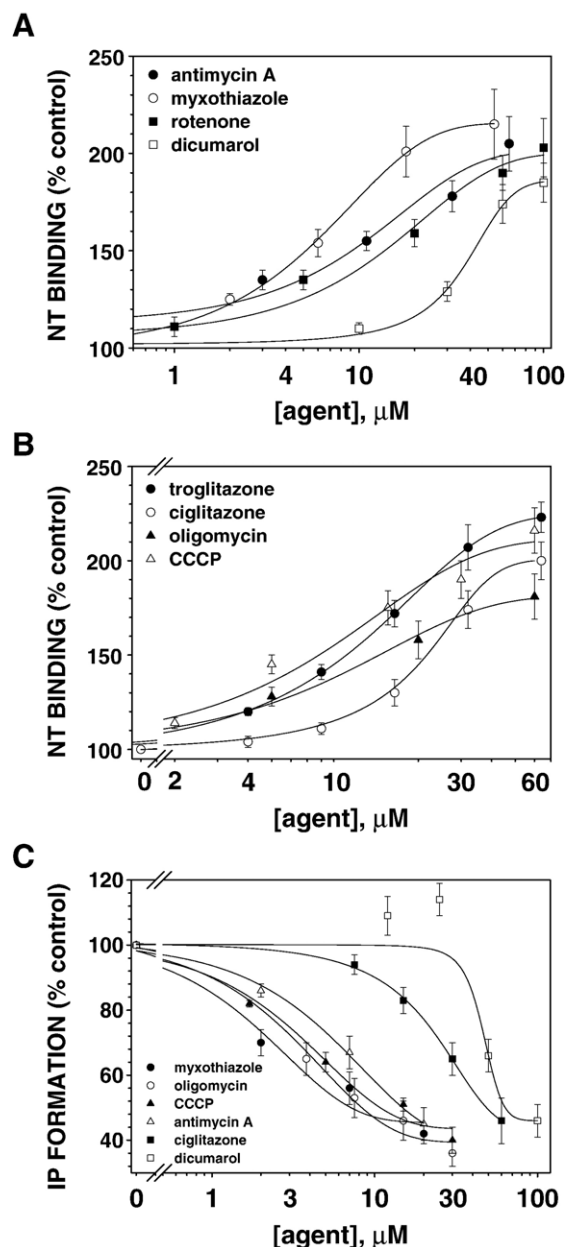 A
NT BINDING (% control)
250
200
150
100
antimycin A
myxothiazole
rotenone
dicumarol
1
4
10
40
100
[agent], μM
B
NT BINDING (% control)
250
200
150
100
troglitazone
ciglitazone
oligomycin
CCCP
0
2
4
10
30
60
[agent], μM
C
IP FORMATION (% control)
120
100
80
60
40
myxothiazole
oligomycin
CCCP
antimycin A
ciglitazone
dicumarol
0
1
3
10
30
100
[agent], μM